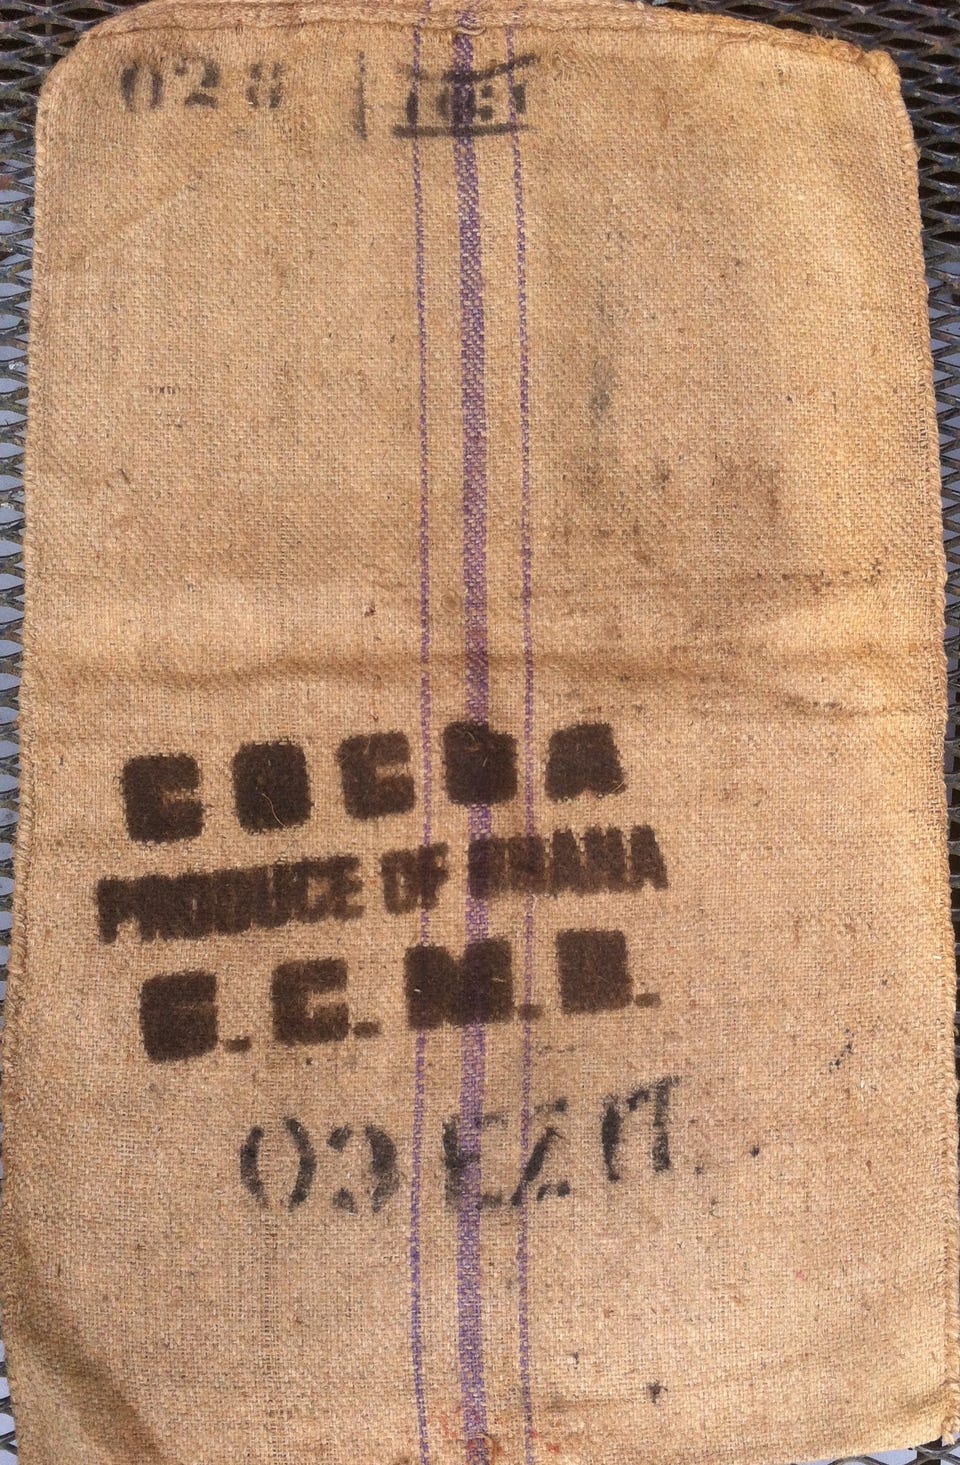 028
COCOA
PRODUCE OF GHANA
G.C.M.B.